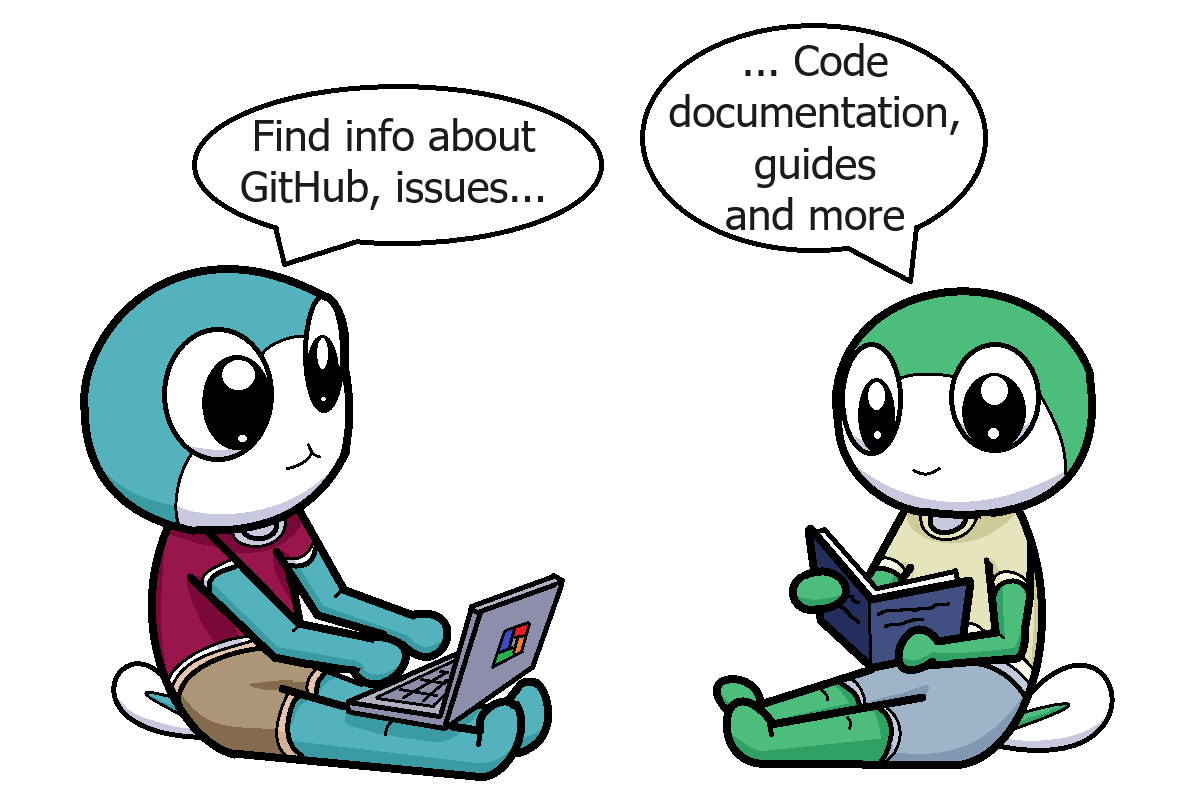 Find info about
GitHub, issues...
... Code
documentation,
guides
and more